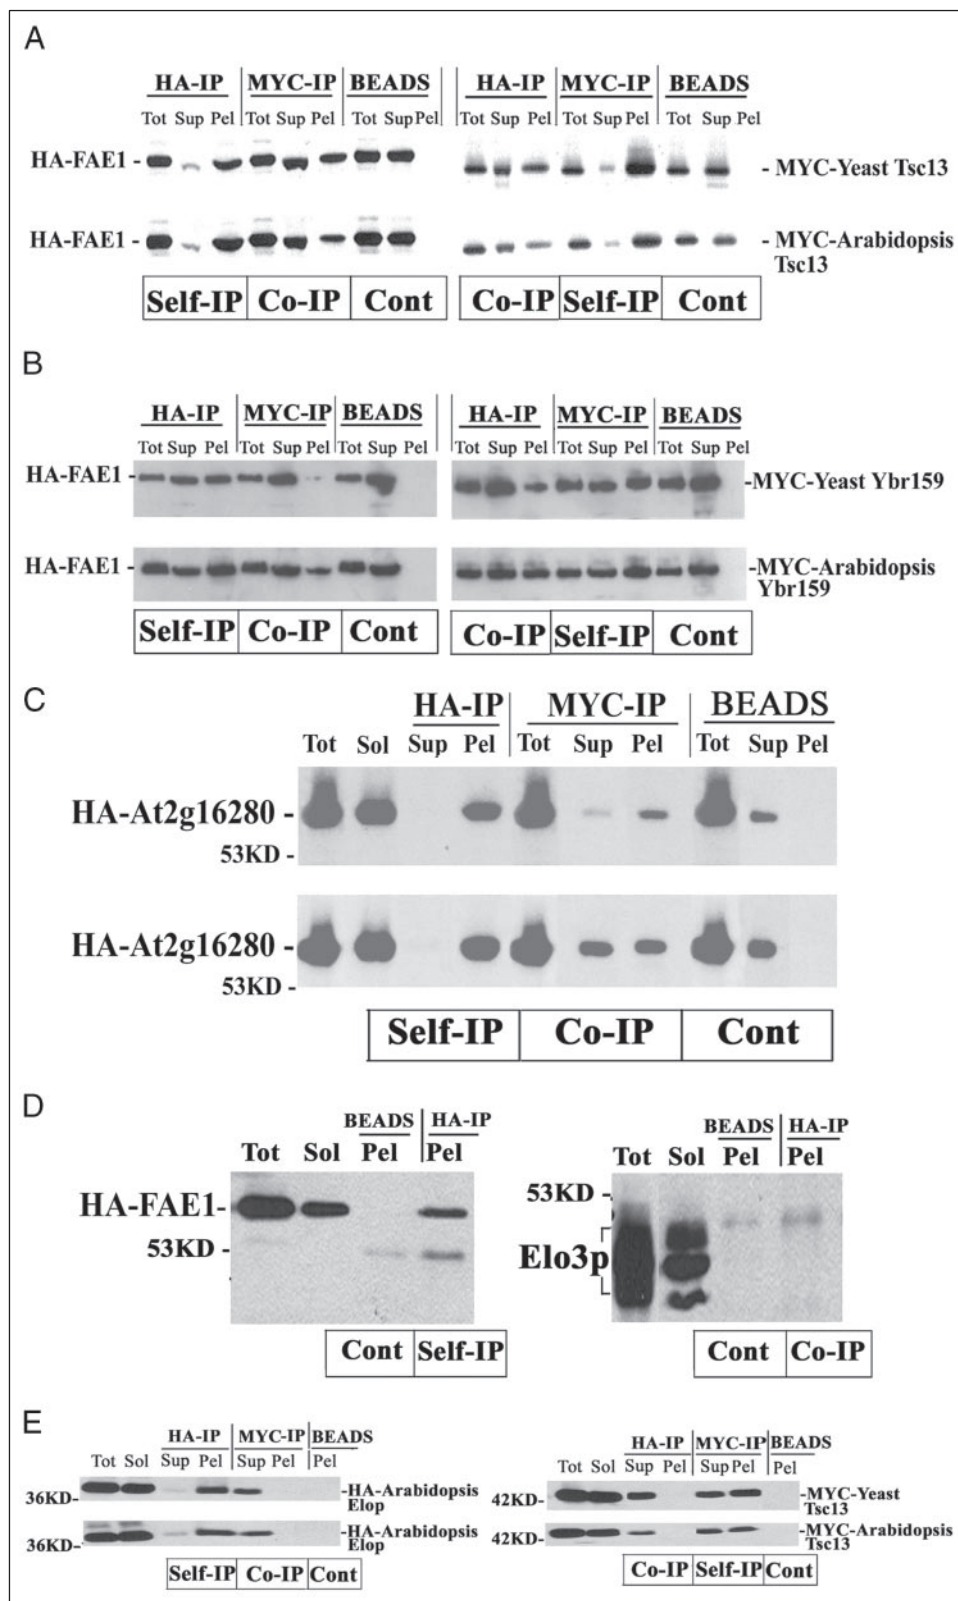 A
HA-IP MYC-IP BEADS HA-IP MYC-IP BEADS
Tot Sup Pel Tot Sup Pel Tot Sup Pel Tot Sup Pel Tot Sup Pel Tot Sup Pel
HA-FAE1 - - MYC-Yeast Tsc13
HA-FAE1 - - MYC-Arabidopsis
Tsc13
Self-IP Co-IP Cont Co-IP Self-IP Cont
B
HA-IP MYC-IP BEADS HA-IP MYC-IP BEADS
Tot Sup Pel Tot Sup Pel Tot Sup Pel Tot Sup Pel Tot Sup Pel Tot Sup Pel
HA-FAE1 - -MYC-Yeast Ybr159
HA-FAE1 - -MYC-Arabidopsis
Ybr159
Self-IP Co-IP Cont Co-IP Self-IP Cont
C
HA-IP MYC-IP BEADS
Tot Sol Sup Pel Tot Sup Pel Tot Sup Pel
HA-At2g16280 -
53KD -
HA-At2g16280 -
53KD -
Self-IP Co-IP Cont
D
BEADS HA-IP BEADS HA-IP
Tot Sol Pel Pel Tot Sol Pel Pel
HA-FAE1- 53KD -
53KD - Elo3p
Cont Self-IP Cont Co-IP
E
HA-IP MYC-IP BEADS HA-IP MYC-IP BEADS
Tot Sol Sup Pel Sup Pel Pel Tot Sol Sup Pel Sup Pel Pel
36KD- -HA-Arabidopsis
Elop 42KD- -MYC-Yeast
Tsc13
36KD- -HA-Arabidopsis
Elop 42KD- -MYC-Arabidopsis
Tsc13
Self-IP Co-IP Cont Co-IP Self-IP Cont